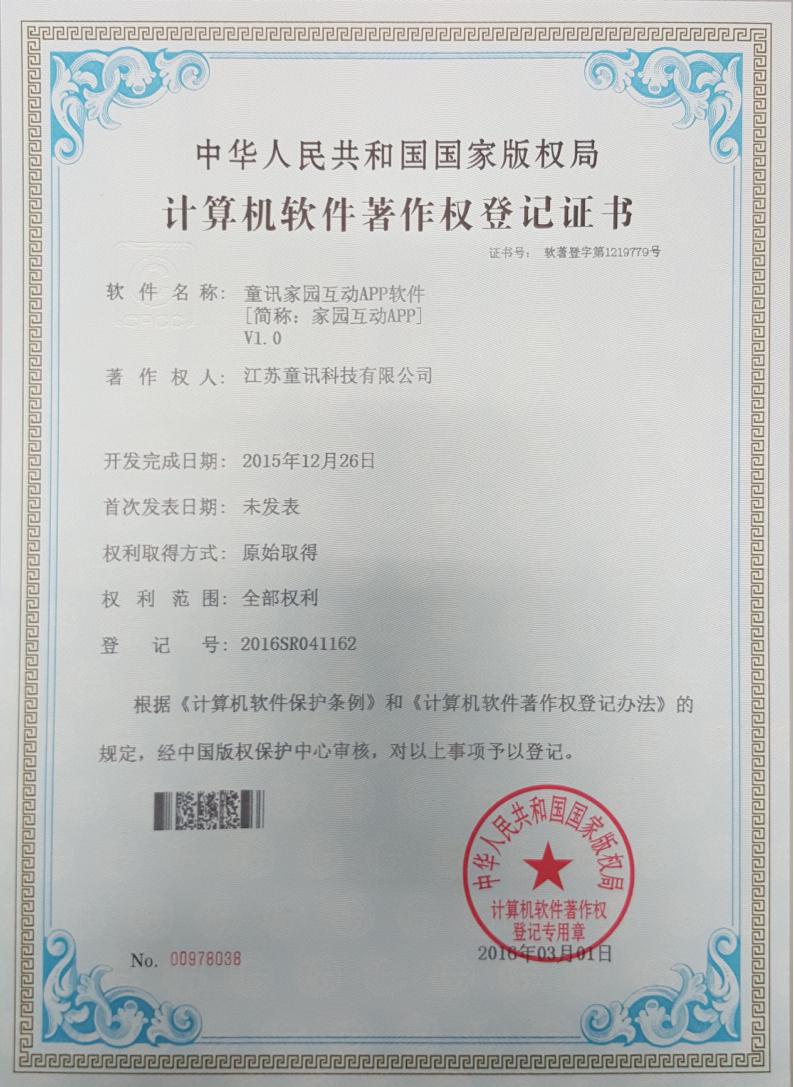 中华人民共和国国家版权局
计算机软件著作权登记证书
证书号： 软著登字第1219779号
软件名称： 童讯家园互动APP软件
[简称：家园互动APP]
V1.0
著作权人： 江苏童讯科技有限公司
开发完成日期： 2015年12月26日
首次发表日期： 未发表
权利取得方式： 原始取得
权利范围： 全部权利
登记号： 2016SR041162
根据《计算机软件保护条例》和《计算机软件著作权登记办法》的
规定，经中国版权保护中心审核，对以上事项予以登记。
中华人民共和国国家版权局
计算机软件著作权
登记专用章
No. 00978038
2016年03月01日